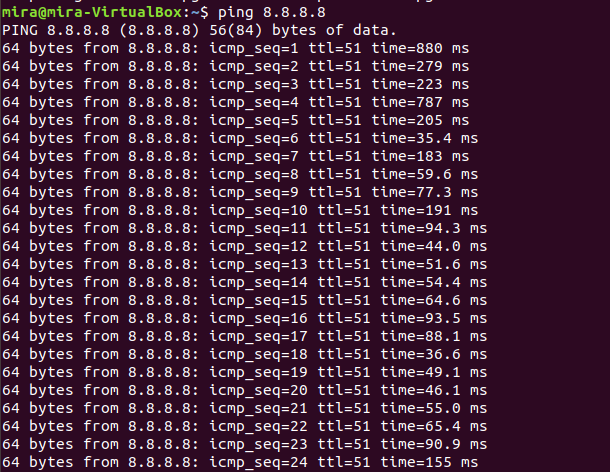 mira@mira-VirtualBox:~$ ping 8.8.8.8
PING 8.8.8.8 (8.8.8.8) 56(84) bytes of data.
64 bytes from 8.8.8.8: icmp_seq=1 ttl=51 time=880 ms
64 bytes from 8.8.8.8: icmp_seq=2 ttl=51 time=279 ms
64 bytes from 8.8.8.8: icmp_seq=3 ttl=51 time=223 ms
64 bytes from 8.8.8.8: icmp_seq=4 ttl=51 time=787 ms
64 bytes from 8.8.8.8: icmp_seq=5 ttl=51 time=205 ms
64 bytes from 8.8.8.8: icmp_seq=6 ttl=51 time=35.4 ms
64 bytes from 8.8.8.8: icmp_seq=7 ttl=51 time=183 ms
64 bytes from 8.8.8.8: icmp_seq=8 ttl=51 time=59.6 ms
64 bytes from 8.8.8.8: icmp_seq=9 ttl=51 time=77.3 ms
64 bytes from 8.8.8.8: icmp_seq=10 ttl=51 time=191 ms
64 bytes from 8.8.8.8: icmp_seq=11 ttl=51 time=94.3 ms
64 bytes from 8.8.8.8: icmp_seq=12 ttl=51 time=44.0 ms
64 bytes from 8.8.8.8: icmp_seq=13 ttl=51 time=51.6 ms
64 bytes from 8.8.8.8: icmp_seq=14 ttl=51 time=54.4 ms
64 bytes from 8.8.8.8: icmp_seq=15 ttl=51 time=64.6 ms
64 bytes from 8.8.8.8: icmp_seq=16 ttl=51 time=93.5 ms
64 bytes from 8.8.8.8: icmp_seq=17 ttl=51 time=88.1 ms
64 bytes from 8.8.8.8: icmp_seq=18 ttl=51 time=36.6 ms
64 bytes from 8.8.8.8: icmp_seq=19 ttl=51 time=49.1 ms
64 bytes from 8.8.8.8: icmp_seq=20 ttl=51 time=46.1 ms
64 bytes from 8.8.8.8: icmp_seq=21 ttl=51 time=55.0 ms
64 bytes from 8.8.8.8: icmp_seq=22 ttl=51 time=65.4 ms
64 bytes from 8.8.8.8: icmp_seq=23 ttl=51 time=90.9 ms
64 bytes from 8.8.8.8: icmp_seq=24 ttl=51 time=155 ms